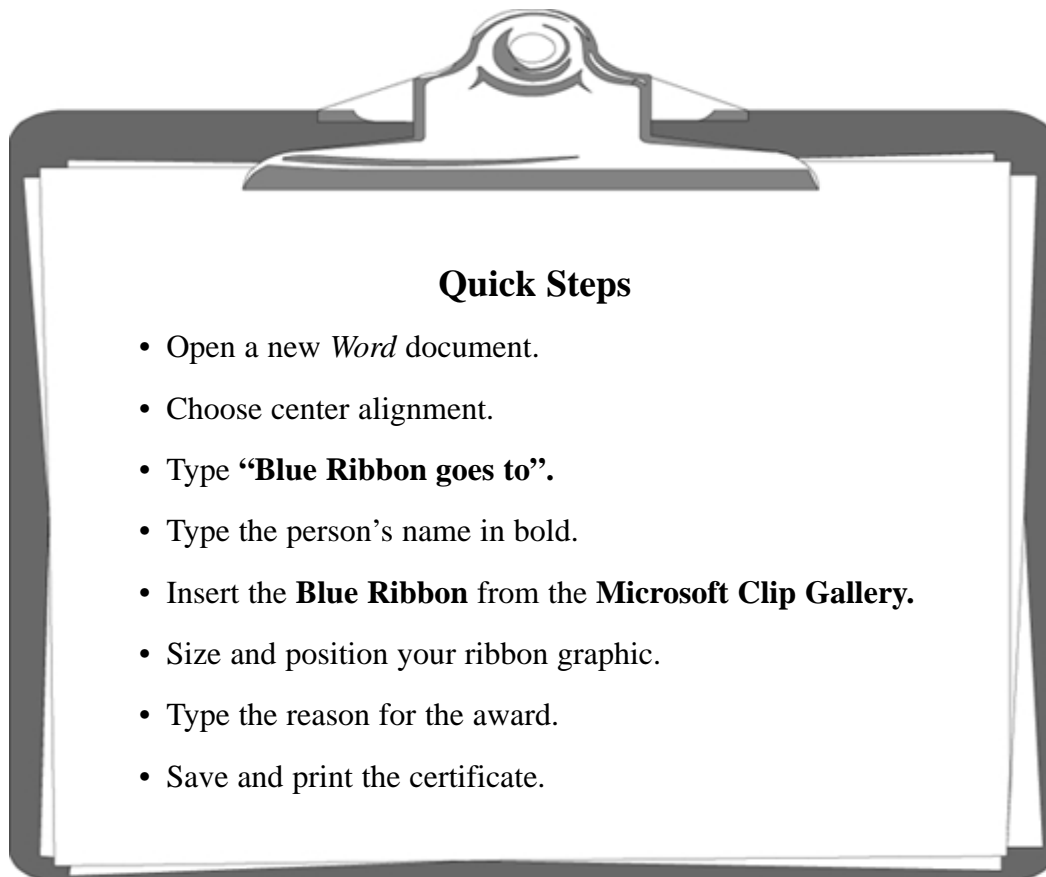 Quick Steps
• Open a new Word document.
• Choose center alignment.
• Type “Blue Ribbon goes to”.
• Type the person’s name in bold.
• Insert the Blue Ribbon from the Microsoft Clip Gallery.
• Size and position your ribbon graphic.
• Type the reason for the award.
• Save and print the certificate.